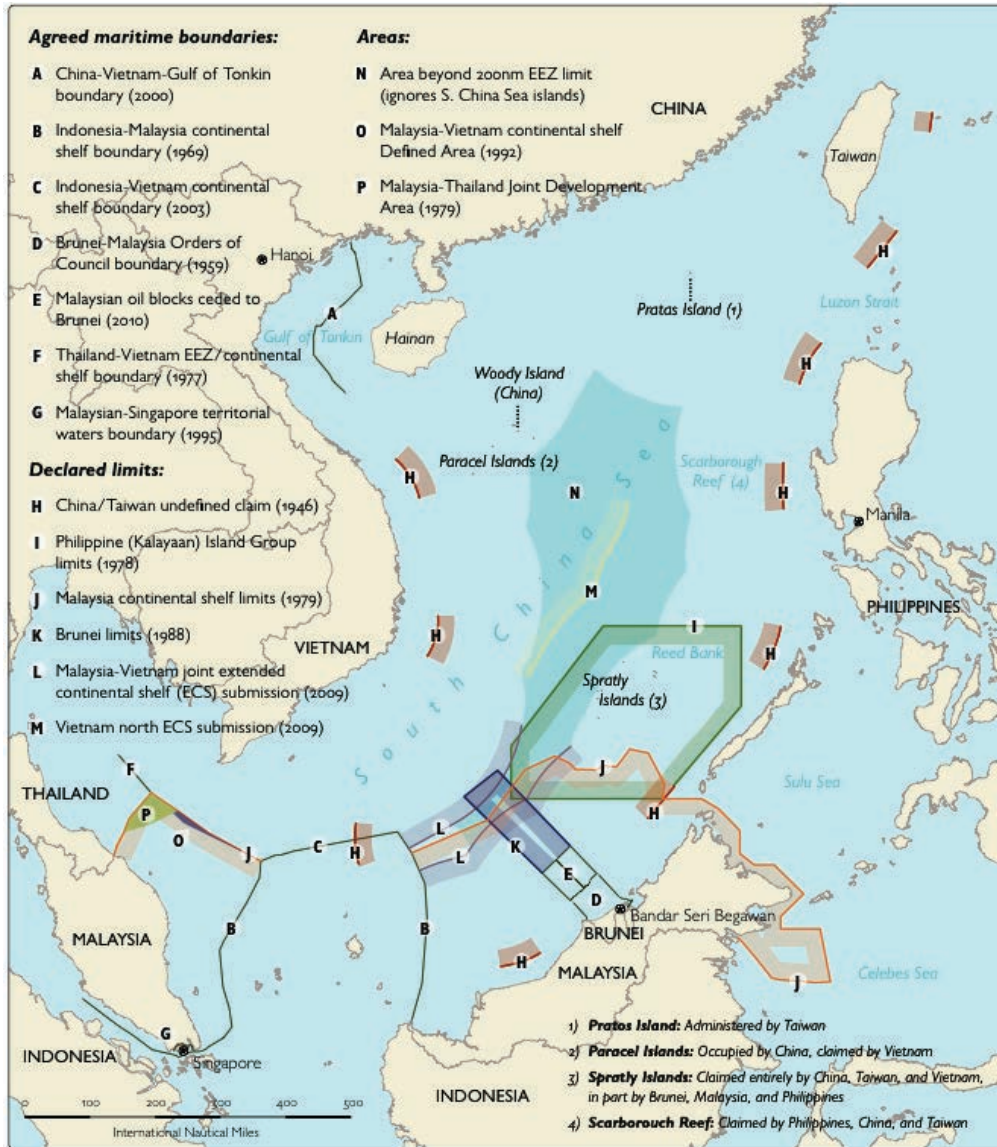 Agreed maritime boundaries:
A China-Vietnam-Gulf of Tonkin
boundary (2000)
B Indonesia-Malaysia continental
shelf boundary (1969)
C Indonesia-Vietnam continental
shelf boundary (2003)
D Brunei-Malaysia Orders of
Council boundary (1959)
E Malaysian oil blocks ceded to
Brunei (2010)
F Thailand-Vietnam EEZ/continental
shelf boundary (1977)
G Malaysian-Singapore territorial
waters boundary (1995)
Declared limits:
H China/Taiwan undefined claim (1946)
I Philippine (Kalayaan) Island Group
limits (1978)
J Malaysia continental shelf limits (1979)
K Brunei limits (1988)
L Malaysia-Vietnam joint extended
continental shelf (ECS) submission (2009)
M Vietnam north ECS submission (2009)
Areas:
N Area beyond 200nm EEZ limit
(ignores S. China Sea islands)
O Malaysia-Vietnam continental shelf
Defined Area (1992)
P Malaysia-Thailand Joint Development
Area (1979)
CHINA
Taiwan
Hanoi
H
A
Luzon Strait
Pratas Island (1)
Gulf of Tonkin
Hainan
H
Woody Island
(China)
Paracel Islands (2)
Scarborough
Reef (4)
H
N
H
Manila
South China Sea
M
PHILIPPINES
H
I
VIETNAM
Reed Bank
H
Spratly
Islands (3)
F
J
THAILAND
Sulu Sea
P
H
O
L
J
C
H
L
K
E
D
Bandar Seri Begawan
B
B
BRUNEI
MALAYSIA
H
MALAYSIA
Celebes Sea
J
G
INDONESIA
Singapore
INDONESIA
0 100 200 300 400 500
International Nautical Miles
1) Pratos Island: Administered by Taiwan
2) Paracel Islands: Occupied by China, claimed by Vietnam
3) Spratly Islands: Claimed entirely by China, Taiwan, and Vietnam,
in part by Brunei, Malaysia, and Philippines
4) Scarborouch Reef: Claimed by Philippines, China, and Taiwan